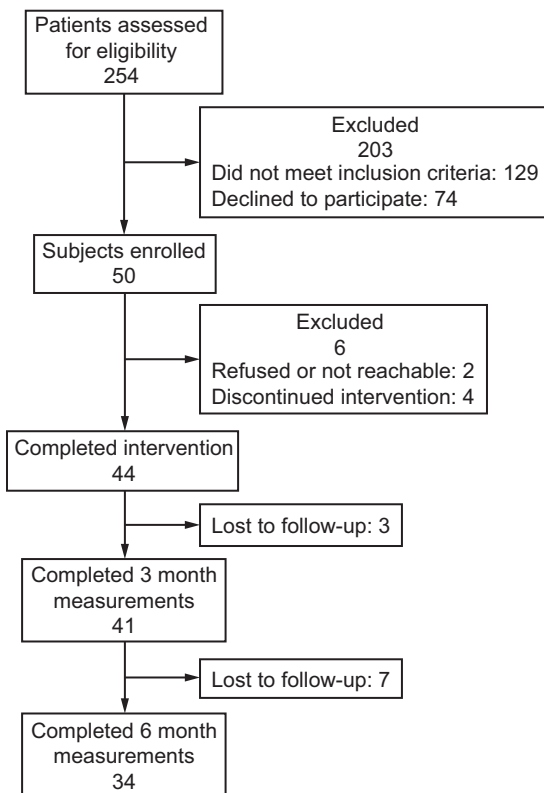 Patients assessed
for eligibility
254
Excluded
203
Did not meet inclusion criteria: 129
Declined to participate: 74
Subjects enrolled
50
Excluded
6
Refused or not reachable: 2
Discontinued intervention: 4
Completed intervention
44
Lost to follow-up: 3
Completed 3 month
measurements
41
Lost to follow-up: 7
Completed 6 month
measurements
34